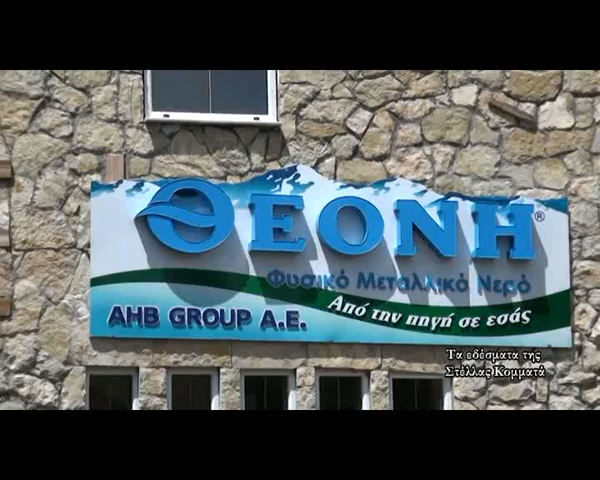 ΘΕΟΝΗ®
Φυσικό Μεταλλικό Νερό
Από την πηγή σε εσάς
AHB GROUP A.E.
Τα εδέσματα της
Στέλλας Κομματά